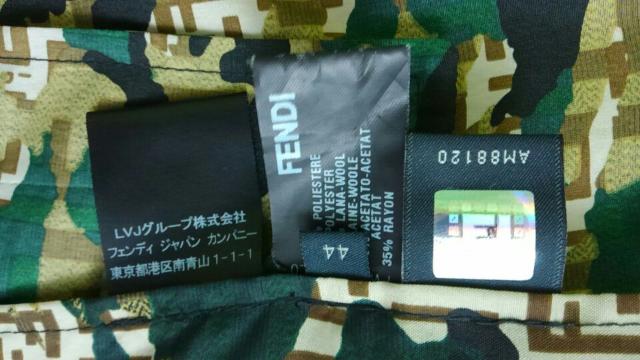 LVJグループ株式会社
フェンディ ジャパン カンパニー
東京都港区南青山1-1-1
FENDI
POLIESTERE
POLYESTER
LANA-WOOL
LAINE-WOOLE
ACETATO-ACETAT
ACETAT
35% RAYON
44
AM88120